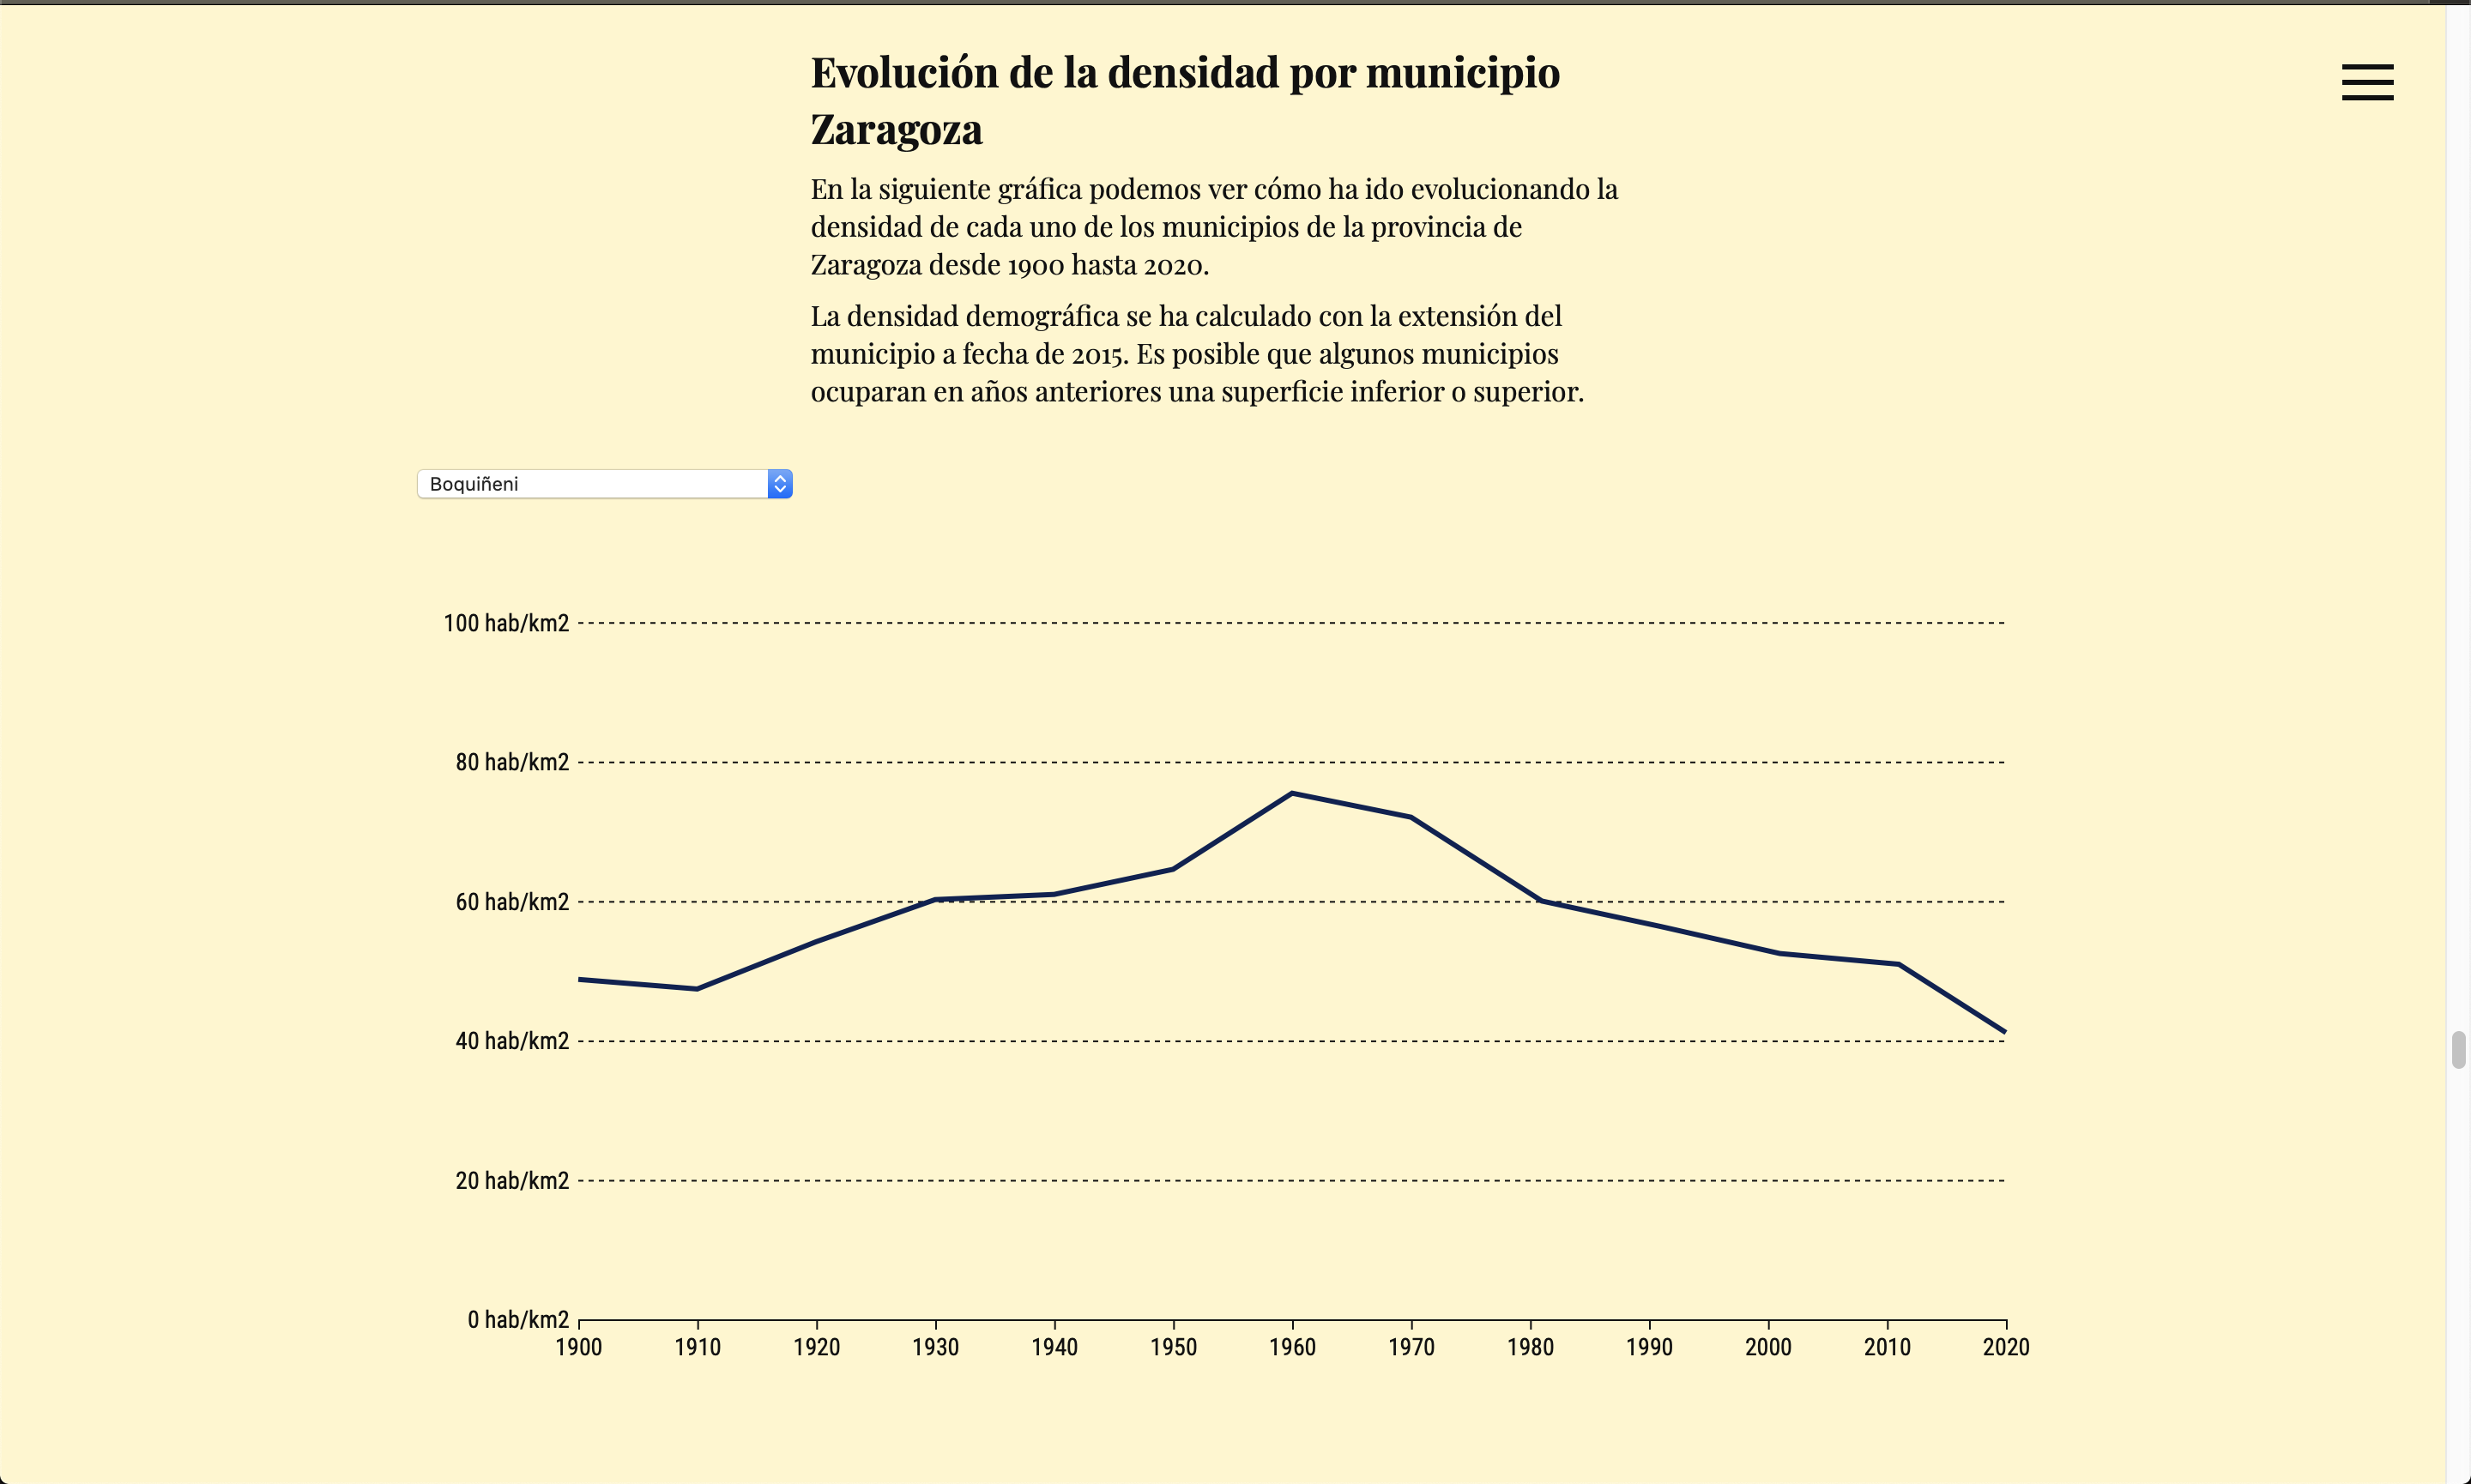 Evolución de la densidad por municipio
Zaragoza
En la siguiente gráfica podemos ver cómo ha ido evolucionando la
densidad de cada uno de los municipios de la provincia de
Zaragoza desde 1900 hasta 2020.
La densidad demográfica se ha calculado con la extensión del
municipio a fecha de 2015. Es posible que algunos municipios
ocuparan en años anteriores una superficie inferior o superior.
Boquiñeni
100 hab/km2
80 hab/km2
60 hab/km2
40 hab/km2
20 hab/km2
0 hab/km2
1900 1910 1920 1930 1940 1950 1960 1970 1980 1990 2000 2010 2020